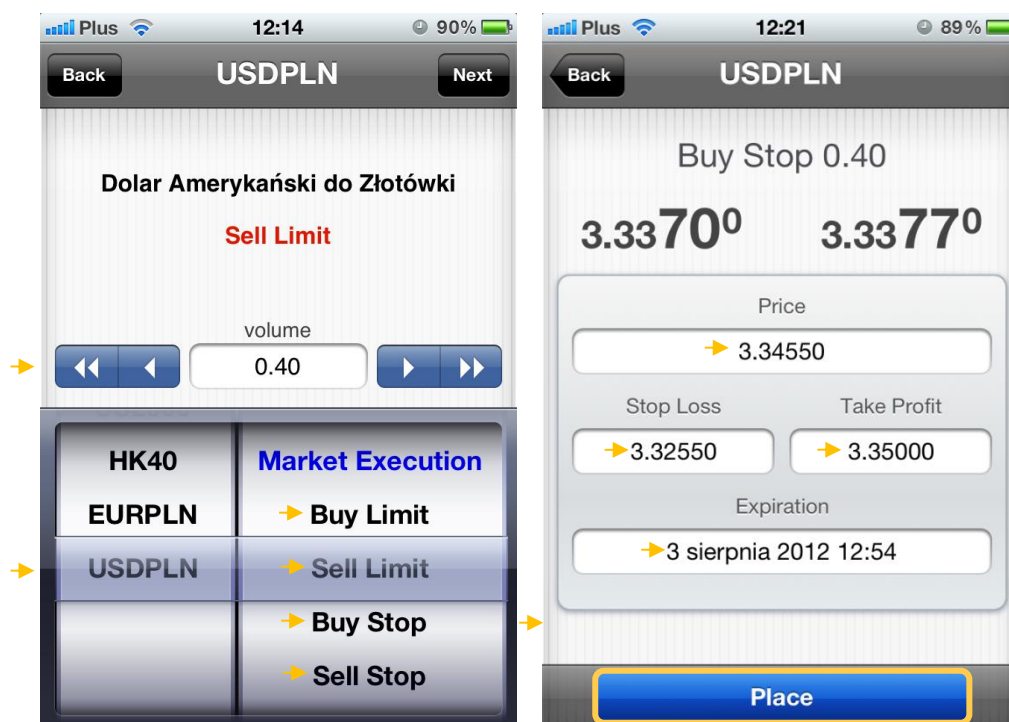 Plus 12:14 90%
Back USDPLN Next
Dolar Amerykański do Złotówki
Sell Limit
volume
0.40
HK40 Market Execution
EURPLN Buy Limit
USDPLN Sell Limit
Buy Stop
Sell Stop
Plus 12:21 89%
Back USDPLN
Buy Stop 0.40
3.33700 3.33770
Price
3.34550
Stop Loss Take Profit
3.32550 3.35000
Expiration
3 sierpnia 2012 12:54
Place